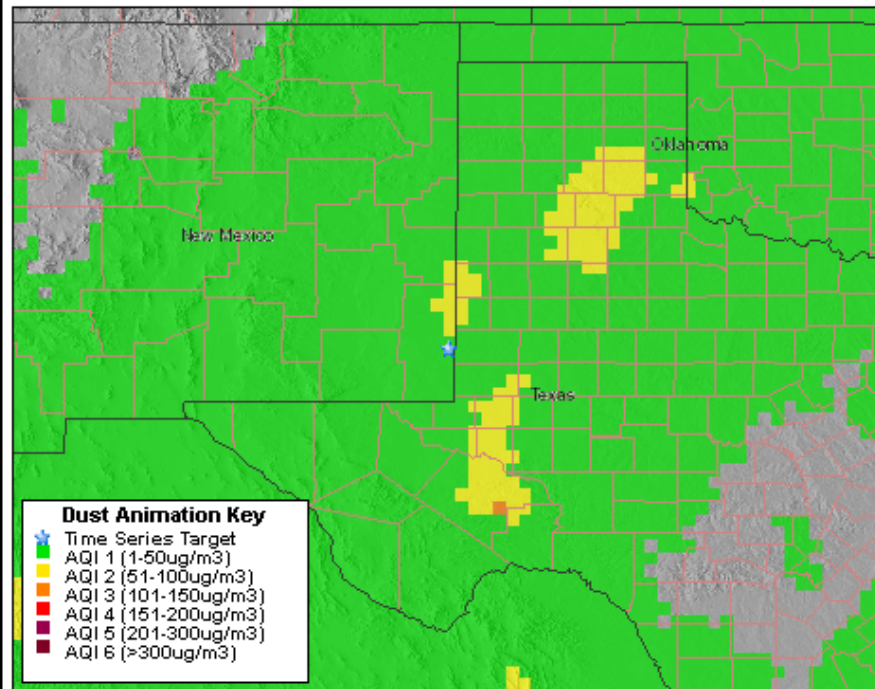 Oklahoma
New Mexico
Texas
Dust Animation Key
Time Series Target
AQI 1 (1-50ug/m3)
AQI 2 (51-100ug/m3)
AQI 3 (101-150ug/m3)
AQI 4 (151-200ug/m3)
AQI 5 (201-300ug/m3)
AQI 6 (>300ug/m3)